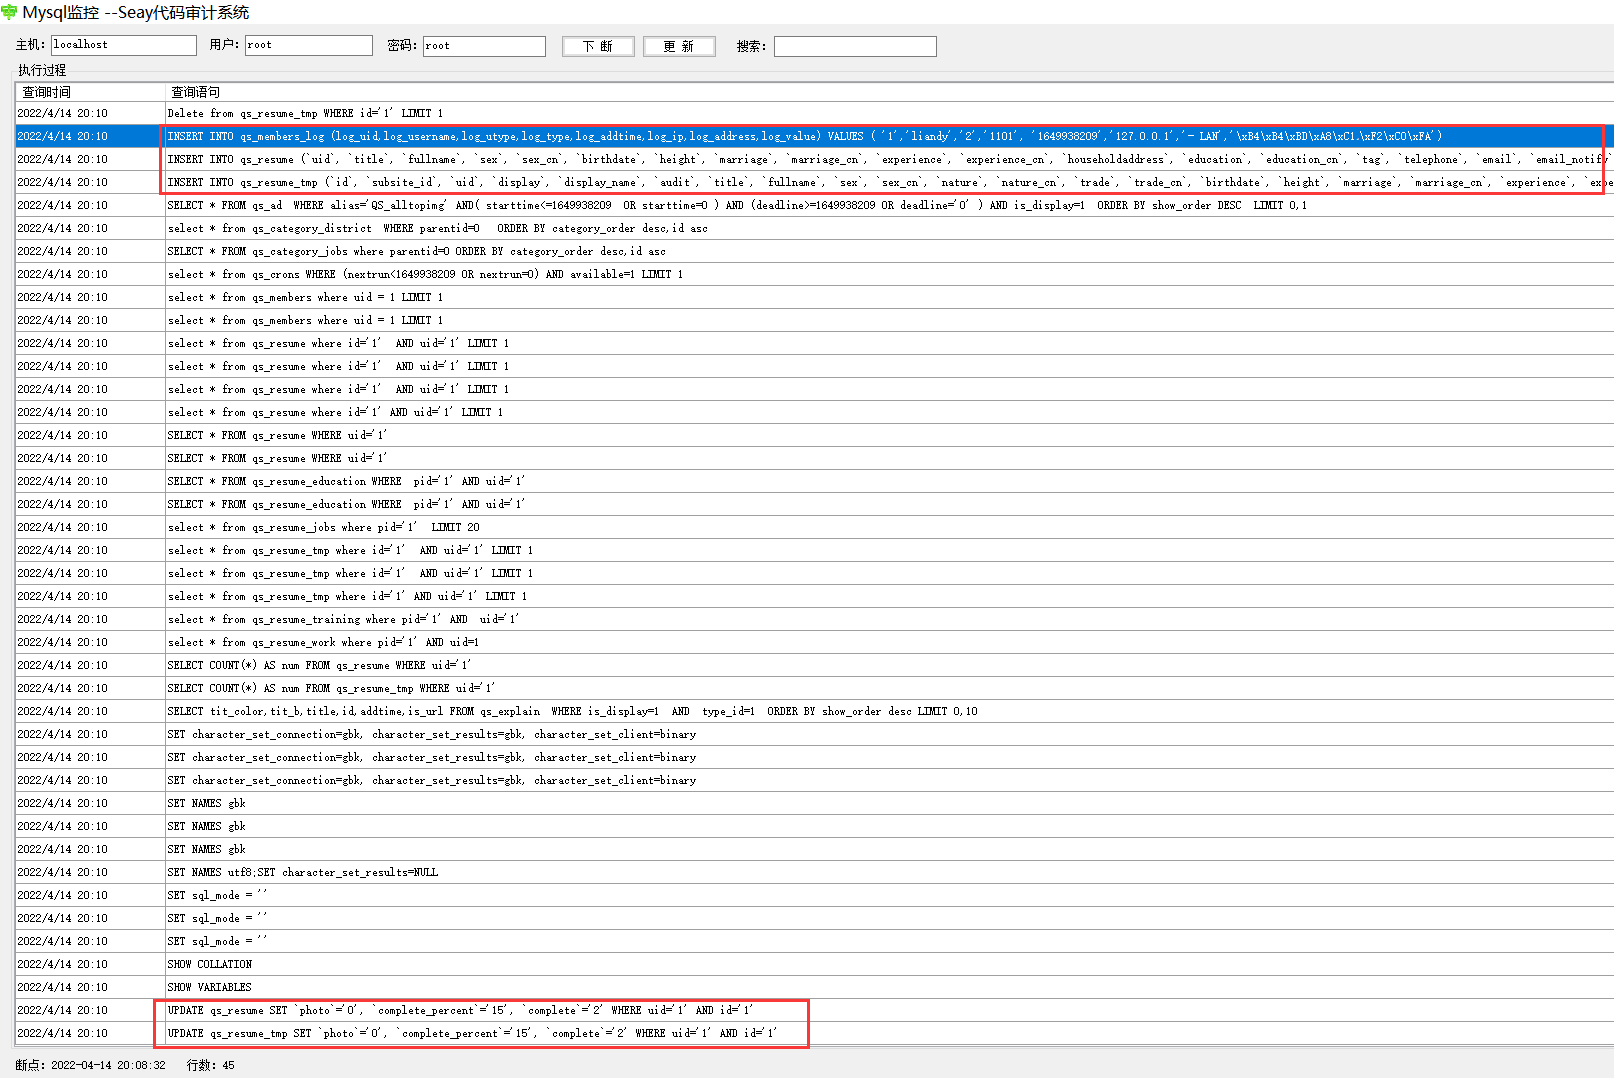 Mysql监控 --Seay代码审计系统
主机: localhost 用户: root 密码: root 下 断 更 新 搜索:
执行过程
查询时间 查询语句
2022/4/14 20:10 Delete from qs_resume_tmp WHERE id='1' LIMIT 1
2022/4/14 20:10 INSERT INTO qs_members_log (log_uid,log_username,log_utype,log_type,log_addtime,log_ip,log_address,log_value) VALUES ( '1','liandy','2','1101', '1649938209','127.0.0.1','- LAN','\xB4\xB4\xBD\xA8\xC1.\xF2\xC0\xFA')
2022/4/14 20:10 INSERT INTO qs_resume (`uid`, `title`, `fullname`, `sex`, `sex_cn`, `birthdate`, `height`, `marriage`, `marriage_cn`, `experience`, `experience_cn`, `householdaddress`, `education`, `education_cn`, `tag`, `telephone`, `email`, `email_notify`
2022/4/14 20:10 INSERT INTO qs_resume_tmp (`id`, `subsite_id`, `uid`, `display`, `display_name`, `audit`, `title`, `fullname`, `sex`, `sex_cn`, `nature`, `nature_cn`, `trade`, `trade_cn`, `birthdate`, `height`, `marriage`, `marriage_cn`, `experience`, `expe
2022/4/14 20:10 SELECT * FROM qs_ad  WHERE alias='QS_alltopimg' AND( starttime<=1649938209  OR starttime=0 ) AND (deadline>=1649938209 OR deadline='0' ) AND is_display=1  ORDER BY show_order DESC  LIMIT 0,1
2022/4/14 20:10 select * from qs_category_district  WHERE parentid=0   ORDER BY category_order desc,id asc
2022/4/14 20:10 SELECT * FROM qs_category_jobs where parentid=0 ORDER BY category_order desc,id asc
2022/4/14 20:10 select * from qs_crons WHERE (nextrun<1649938209 OR nextrun=0) AND available=1 LIMIT 1
2022/4/14 20:10 select * from qs_members where uid = 1 LIMIT 1
2022/4/14 20:10 select * from qs_members where uid = 1 LIMIT 1
2022/4/14 20:10 select * from qs_resume where id='1'  AND uid='1' LIMIT 1
2022/4/14 20:10 select * from qs_resume where id='1'  AND uid='1' LIMIT 1
2022/4/14 20:10 select * from qs_resume where id='1'  AND uid='1' LIMIT 1
2022/4/14 20:10 select * from qs_resume where id='1' AND uid='1' LIMIT 1
2022/4/14 20:10 SELECT * FROM qs_resume WHERE uid='1'
2022/4/14 20:10 SELECT * FROM qs_resume WHERE uid='1'
2022/4/14 20:10 SELECT * FROM qs_resume_education WHERE  pid='1' AND uid='1'
2022/4/14 20:10 SELECT * FROM qs_resume_education WHERE  pid='1' AND uid='1'
2022/4/14 20:10 select * from qs_resume_jobs where pid='1'  LIMIT 20
2022/4/14 20:10 select * from qs_resume_tmp where id='1'  AND uid='1' LIMIT 1
2022/4/14 20:10 select * from qs_resume_tmp where id='1'  AND uid='1' LIMIT 1
2022/4/14 20:10 select * from qs_resume_tmp where id='1' AND uid='1' LIMIT 1
2022/4/14 20:10 select * from qs_resume_training where pid='1' AND  uid='1'
2022/4/14 20:10 select * from qs_resume_work where pid='1' AND uid=1
2022/4/14 20:10 SELECT COUNT(*) AS num FROM qs_resume WHERE uid='1'
2022/4/14 20:10 SELECT COUNT(*) AS num FROM qs_resume_tmp WHERE uid='1'
2022/4/14 20:10 SELECT tit_color,tit_b,title,id,addtime,is_url FROM qs_explain  WHERE is_display=1  AND  type_id=1  ORDER BY show_order desc LIMIT 0,10
2022/4/14 20:10 SET character_set_connection=gbk, character_set_results=gbk, character_set_client=binary
2022/4/14 20:10 SET character_set_connection=gbk, character_set_results=gbk, character_set_client=binary
2022/4/14 20:10 SET character_set_connection=gbk, character_set_results=gbk, character_set_client=binary
2022/4/14 20:10 SET NAMES gbk
2022/4/14 20:10 SET NAMES gbk
2022/4/14 20:10 SET NAMES gbk
2022/4/14 20:10 SET NAMES utf8;SET character_set_results=NULL
2022/4/14 20:10 SET sql_mode = ''
2022/4/14 20:10 SET sql_mode = ''
2022/4/14 20:10 SET sql_mode = ''
2022/4/14 20:10 SHOW COLLATION
2022/4/14 20:10 SHOW VARIABLES
2022/4/14 20:10 UPDATE qs_resume SET `photo`='0', `complete_percent`='15', `complete`='2' WHERE uid='1' AND id='1'
2022/4/14 20:10 UPDATE qs_resume_tmp SET `photo`='0', `complete_percent`='15', `complete`='2' WHERE uid='1' AND id='1'
断点: 2022-04-14 20:08:32 行数: 45